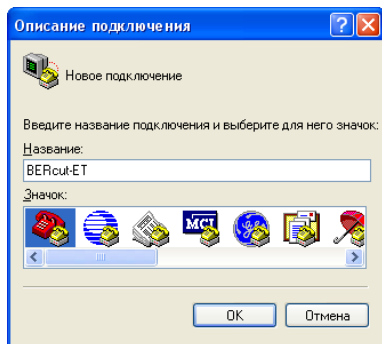 Описание подключения
Новое подключение
Введите название подключения и выберите для него значок:
Название:
BERcut-ET
Значок:
MCI
OK
Отмена